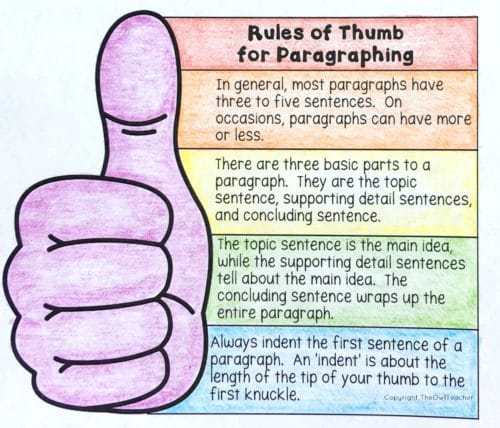 Rules of Thumb
for Paragraphing
In general, most paragraphs have
three to five sentences. On
occasions, paragraphs can have more
or less.
There are three basic parts to a
paragraph. They are the topic
sentence, supporting detail sentences,
and concluding sentence.
The topic sentence is the main idea,
while the supporting detail sentences
tell about the main idea. The
concluding sentence wraps up the
entire paragraph.
Always indent the first sentence of a
paragraph. An 'indent' is about the
length of the tip of your thumb to the
first knuckle.
Copyright TheOwlTeacher